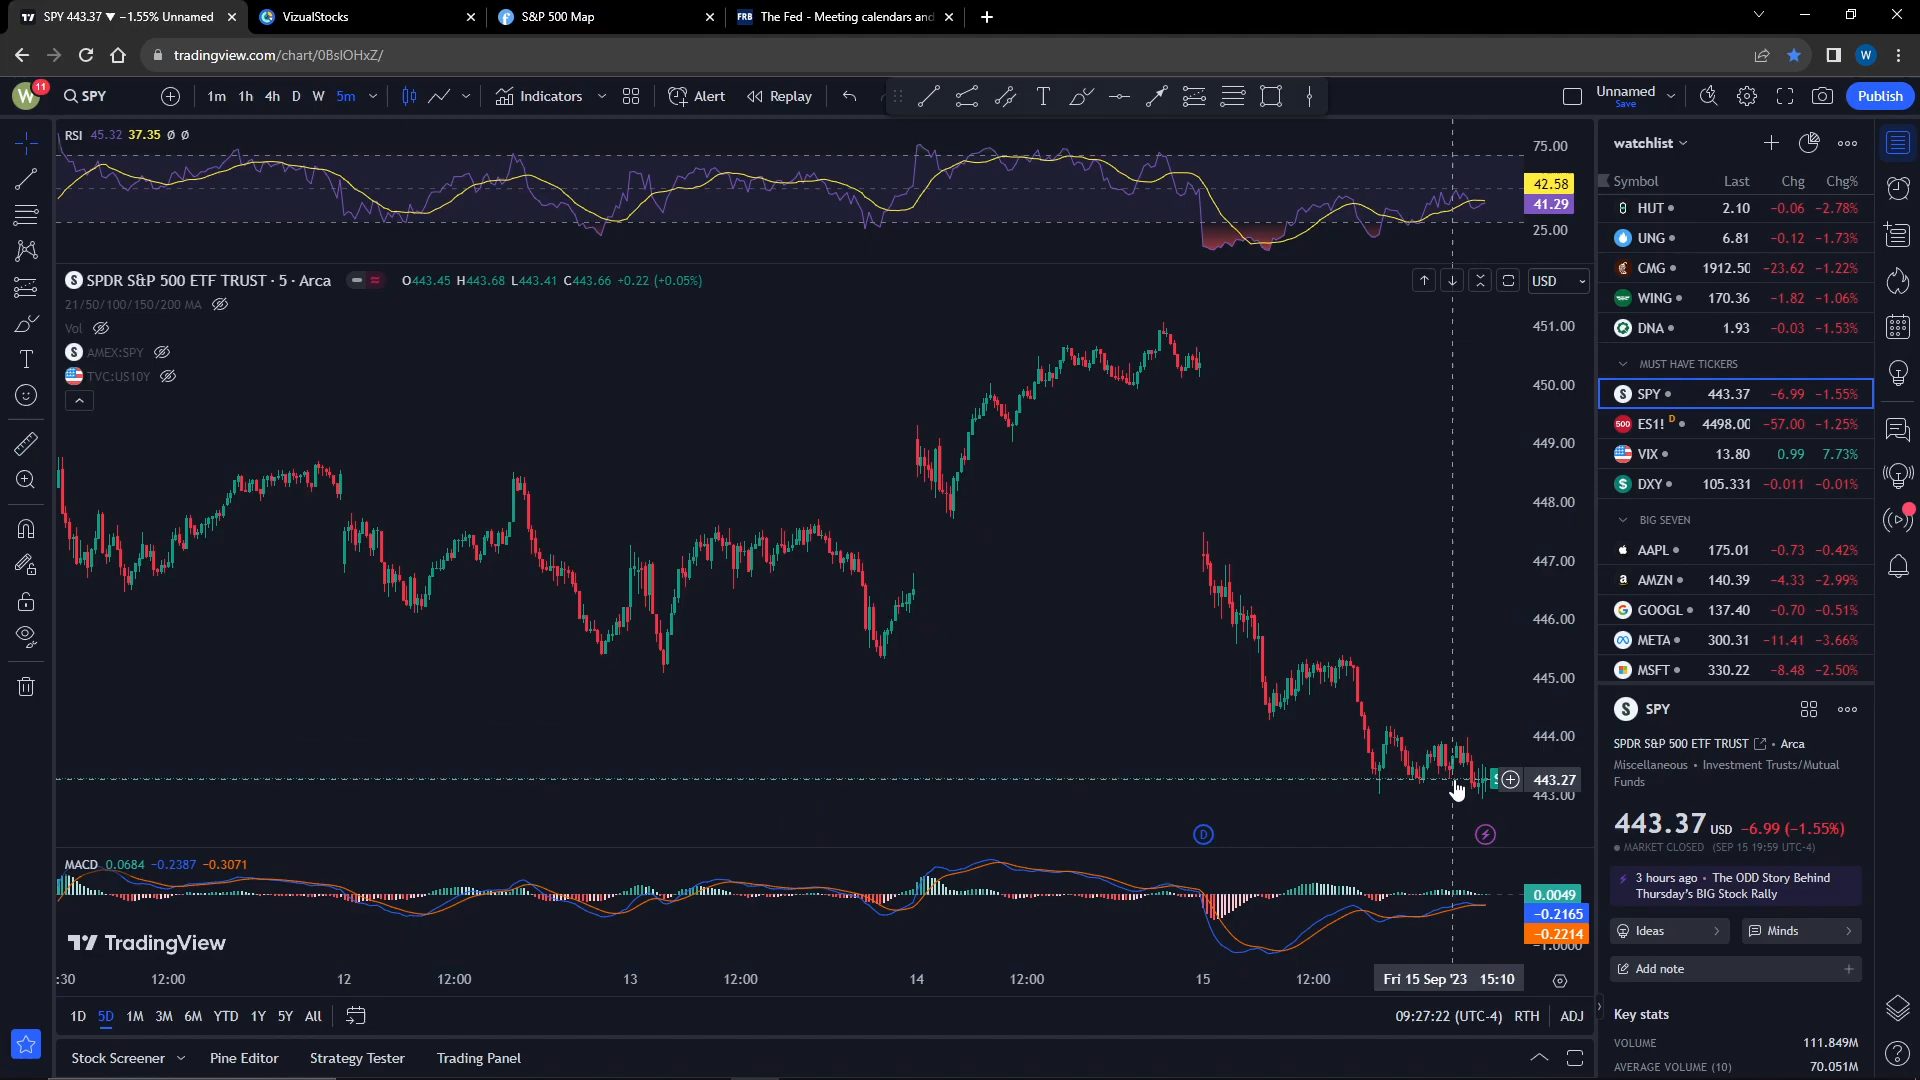 SPY 443.37 ▼ −1.55% Unnamed
VizualStocks
S&P 500 Map
FRB The Fed - Meeting calendars and
tradingview.com/chart/0BsIOHxZ/
W
W 11
SPY
1m 1h 4h D W 5m
Indicators
Alert
Replay
Unnamed
Save
Publish
RSI 45.32 37.35 ø ø
75.00
42.58
41.29
25.00
SPDR S&P 500 ETF TRUST · 5 · Arca
O443.45 H443.68 L443.41 C443.66 +0.22 (+0.05%)
USD
21/50/100/150/200 MA
Vol
AMEX:SPY
TVC:US10Y
451.00
450.00
449.00
448.00
447.00
446.00
445.00
444.00
443.27
443.00
D
MACD 0.0684 −0.2387 −0.3071
0.0049
−0.2165
−0.2214
−1.0000
TradingView
:30 12:00 12 12:00 13 12:00 14 12:00 15 12:00 Fri 15 Sep '23 15:10
1D 5D 1M 3M 6M YTD 1Y 5Y All
09:27:22 (UTC-4) RTH ADJ
Stock Screener
Pine Editor
Strategy Tester
Trading Panel
watchlist
Symbol Last Chg Chg%
HUT 2.10 −0.06 −2.78%
UNG 6.81 −0.12 −1.73%
CMG 1912.50 −23.62 −1.22%
WING 170.36 −1.82 −1.06%
DNA 1.93 −0.03 −1.53%
MUST HAVE TICKERS
SPY 443.37 −6.99 −1.55%
500 ES1! D 4498.00 −57.00 −1.25%
VIX 13.80 0.99 7.73%
DXY 105.331 −0.011 −0.01%
BIG SEVEN
AAPL 175.01 −0.73 −0.42%
AMZN 140.39 −4.33 −2.99%
GOOGL 137.40 −0.70 −0.51%
META 300.31 −11.41 −3.66%
MSFT 330.22 −8.48 −2.50%
SPY
SPDR S&P 500 ETF TRUST • Arca
Miscellaneous • Investment Trusts/Mutual
Funds
443.37 USD −6.99 (−1.55%)
MARKET CLOSED (SEP 15 19:59 UTC-4)
3 hours ago • The ODD Story Behind
Thursday's BIG Stock Rally
Ideas
Minds
Add note
Key stats
VOLUME 111.849M
AVERAGE VOLUME (10) 70.051M